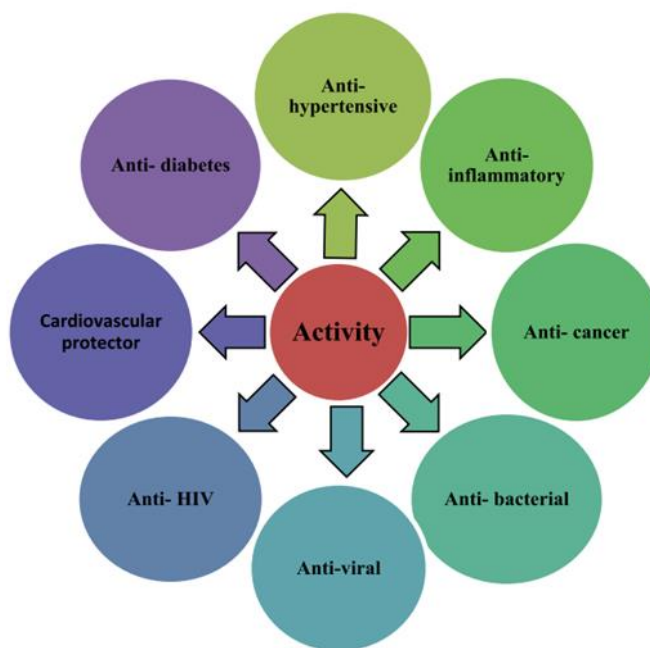 Anti-
hypertensive
Anti-
inflammatory
Anti- cancer
Anti- bacterial
Anti-viral
Anti- HIV
Cardiovascular
protector
Anti- diabetes
Activity